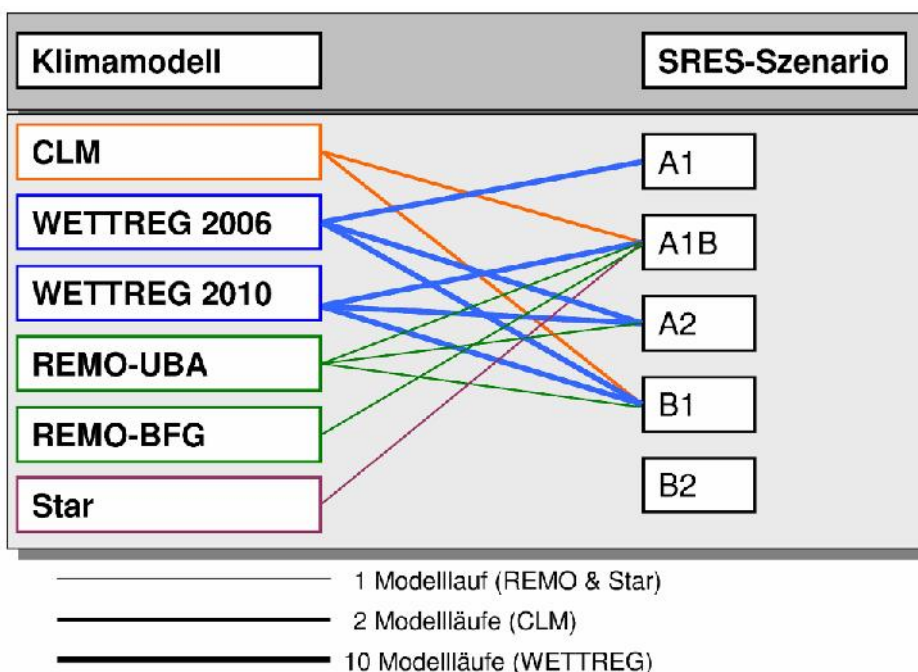 Klimamodell
SRES-Szenario
CLM
WETTREG 2006
WETTREG 2010
REMO-UBA
REMO-BFG
Star
A1
A1B
A2
B1
B2
1 Modelllauf (REMO & Star)
2 Modellläufe (CLM)
10 Modellläufe (WETTREG)